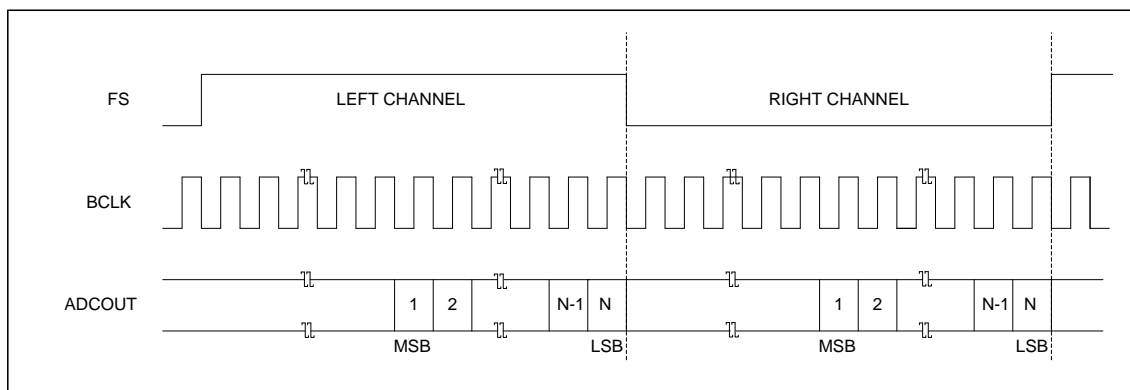 FS
LEFT CHANNEL
RIGHT CHANNEL
BCLK
ADCOUT
1 2 N-1 N 1 2 N-1 N
MSB LSB MSB LSB